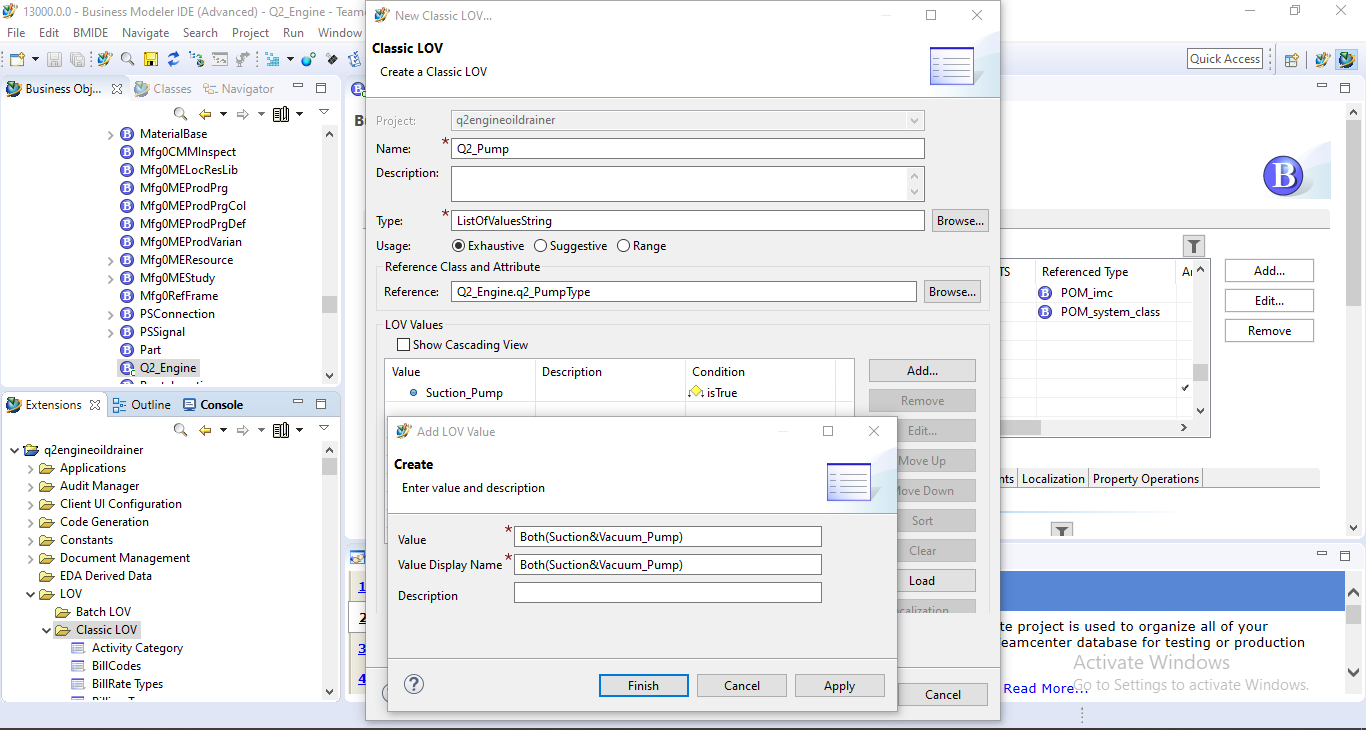 13000.0.0 - Business Modeler IDE (Advanced) - Q2_Engine - Team
File Edit BMIDE Navigate Search Project Run Window
Quick Access
Business Obj... Classes Navigator
MaterialBase
Mfg0CMMInspect
Mfg0MELocResLib
Mfg0MEProdPrg
Mfg0MEProdPrgCol
Mfg0MEProdPrgDef
Mfg0MEProdVarian
Mfg0MEResource
Mfg0MEStudy
Mfg0RefFrame
PSConnection
PSSignal
Part
Q2_Engine
Extensions Outline Console
q2engineoildrainer
Applications
Audit Manager
Client UI Configuration
Code Generation
Constants
Document Management
EDA Derived Data
LOV
Batch LOV
Classic LOV
Activity Category
BillCodes
BillRate Types
New Classic LOV...
Classic LOV
Create a Classic LOV
Project: q2engineoildrainer
Name: * Q2_Pump
Description:
Type: * ListOfValuesString Browse...
Usage: Exhaustive Suggestive Range
Reference Class and Attribute
Reference: Q2_Engine.q2_PumpType Browse...
LOV Values
Show Cascading View
Value Description Condition
Suction_Pump isTrue
Add...
Remove
Edit...
Move Up
Move Down
Sort
Clear
Load
Cancel
Add LOV Value
Create
Enter value and description
Value * Both(Suction&Vacuum_Pump)
Value Display Name * Both(Suction&Vacuum_Pump)
Description
Finish Cancel Apply
TS Referenced Type
POM_imc
POM_system_class
Add...
Edit...
Remove
nts Localization Property Operations
1
2
3
4
te project is used to organize all of your
eamcenter database for testing or production
Read More...
Activate Windows
Go to Settings to activate Windows.